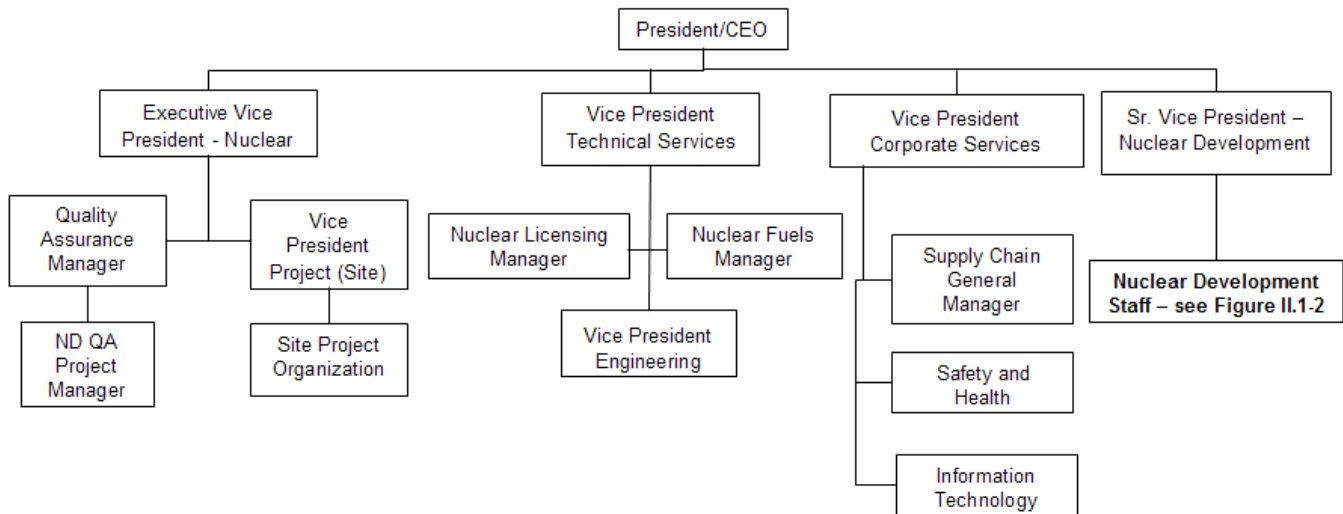 President/CEO
Executive Vice
President - Nuclear
Vice President
Technical Services
Vice President
Corporate Services
Sr. Vice President –
Nuclear Development
Quality
Assurance
Manager
Vice
President
Project (Site)
Nuclear Licensing
Manager
Nuclear Fuels
Manager
Supply Chain
General
Manager
Nuclear Development
Staff – see Figure II.1-2
ND QA
Project
Manager
Site Project
Organization
Vice President
Engineering
Safety and
Health
Information
Technology